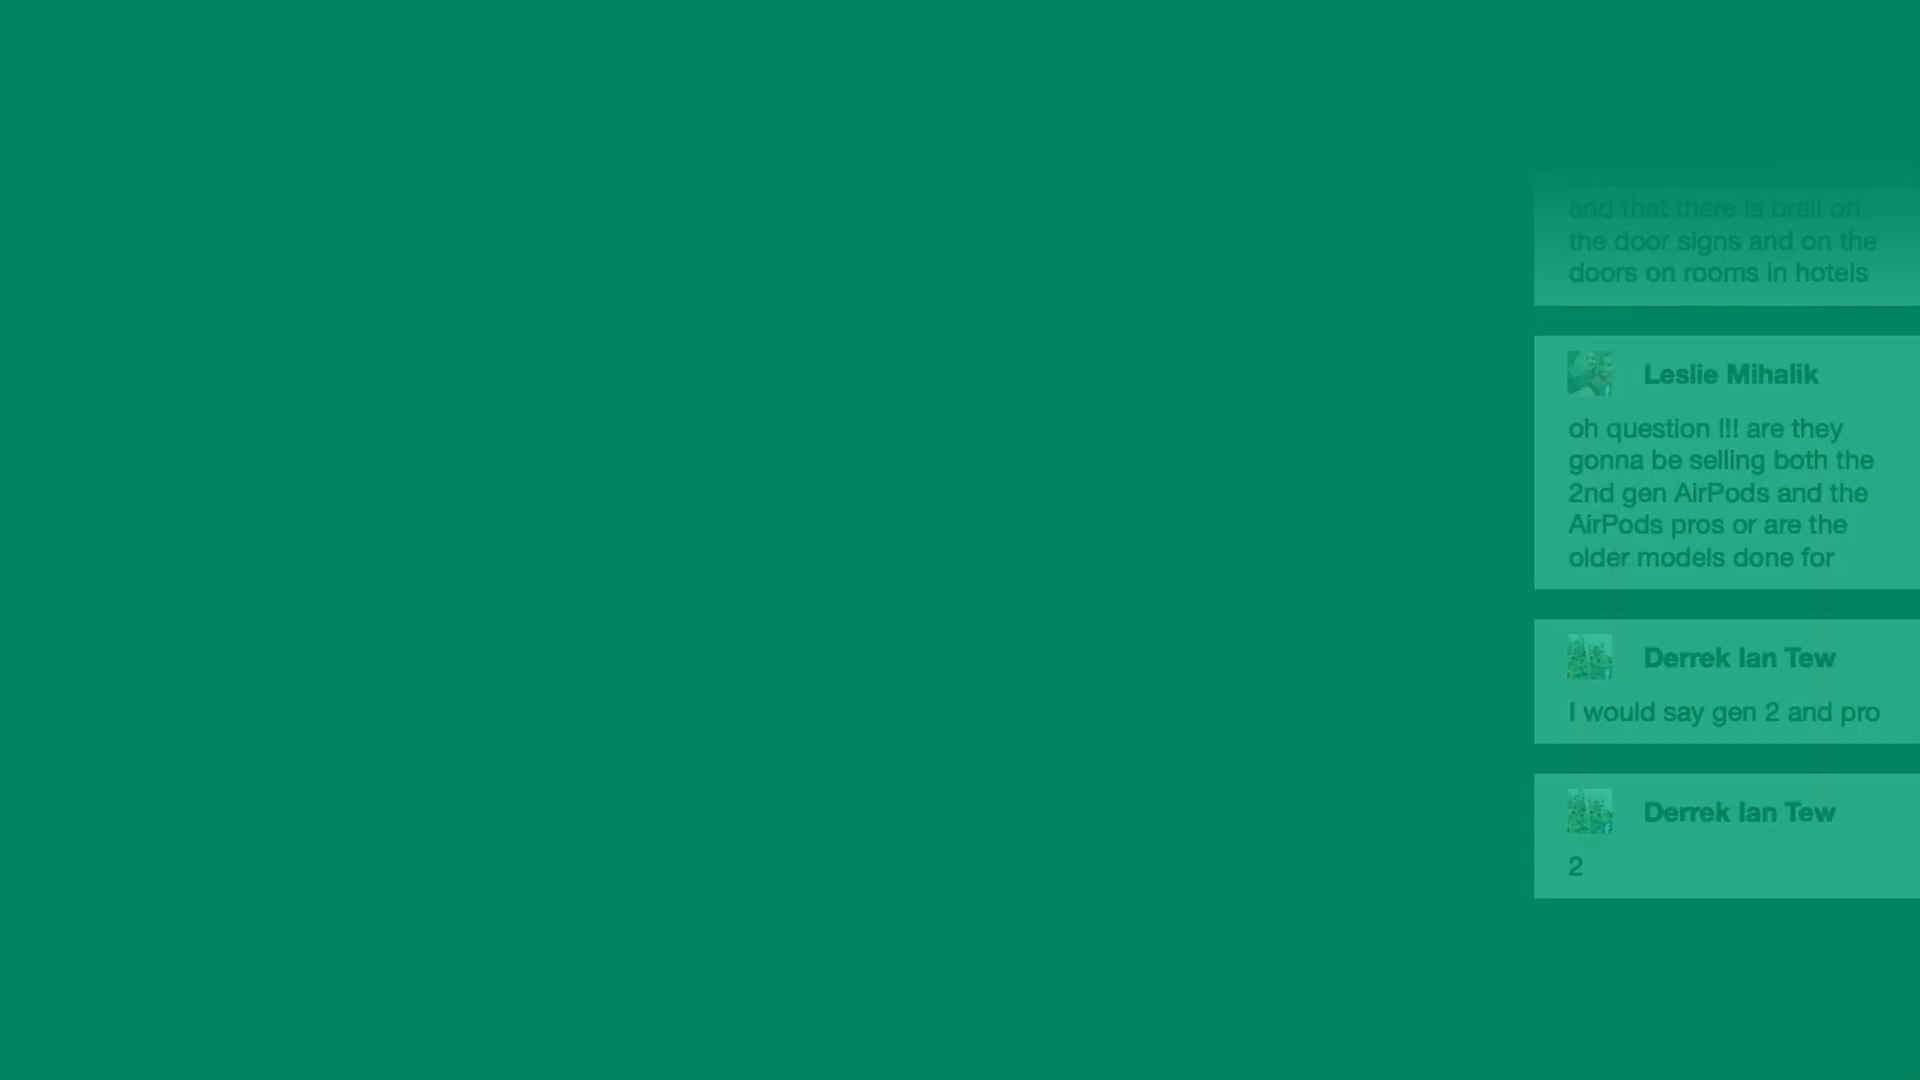 and that there is brail on
the door signs and on the
doors on rooms in hotels
Leslie Mihalik
oh question !!! are they
gonna be selling both the
2nd gen AirPods and the
AirPods pros or are the
older models done for
Derrek Ian Tew
I would say gen 2 and pro
Derrek Ian Tew
2